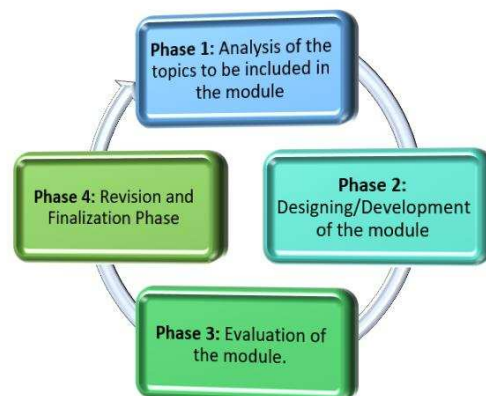 Phase 1: Analysis of the
topics to be included in
the module
Phase 2:
Designing/Development
of the module
Phase 3: Evaluation of
the module.
Phase 4: Revision and
Finalization Phase